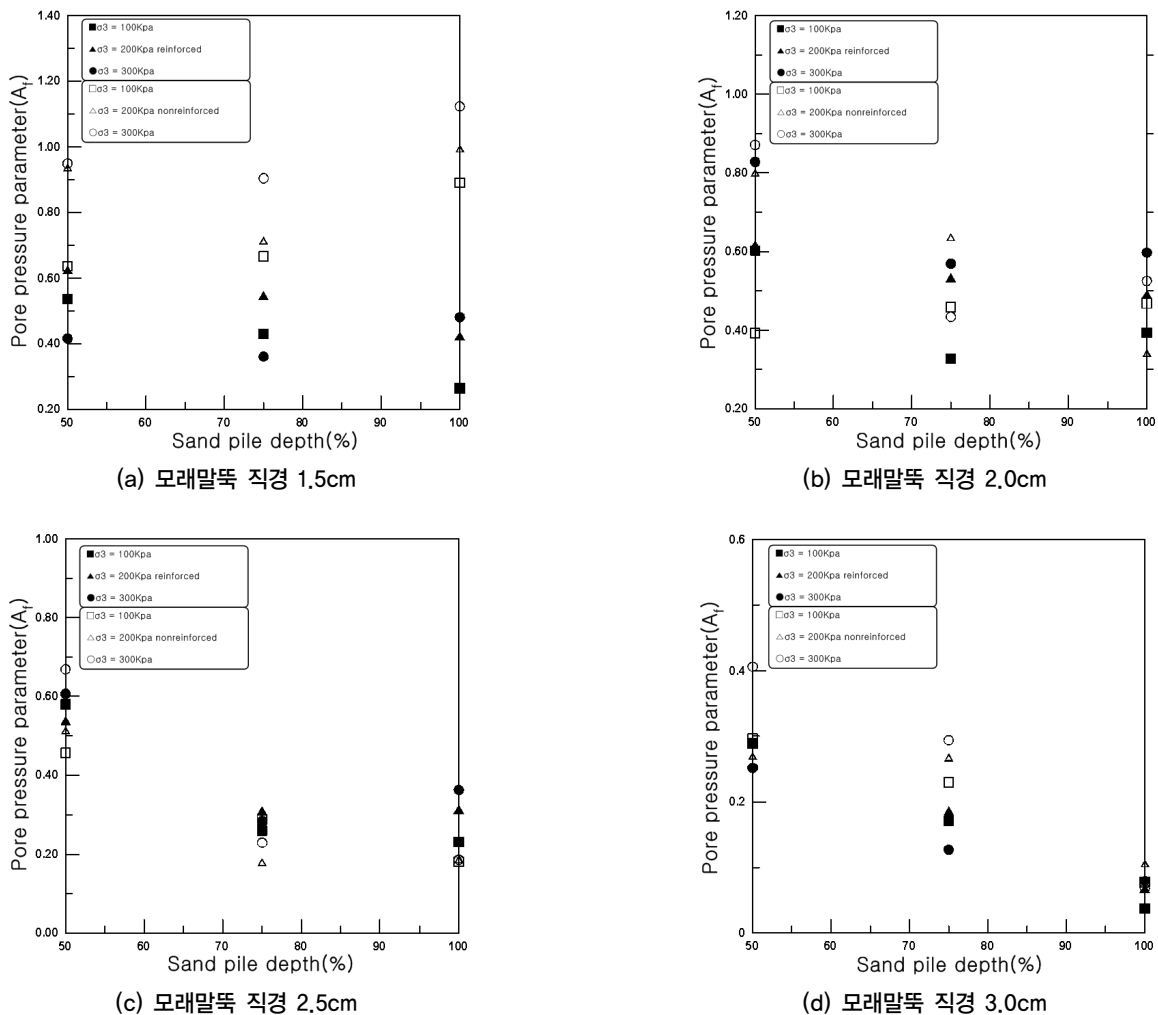 1.40
1.20
1.00
0.80
0.60
0.40
0.20
Pore pressure parameter(Af)
σ3 = 100Kpa
σ3 = 200Kpa reinforced
σ3 = 300Kpa
σ3 = 100Kpa
σ3 = 200Kpa nonreinforced
σ3 = 300Kpa
50 60 70 80 90 100
Sand pile depth(%)
(a) 모래말뚝 직경 1.5cm
1.20
1.00
0.80
0.60
0.40
0.20
Pore pressure parameter(Af)
σ3 = 100Kpa
σ3 = 200Kpa reinforced
σ3 = 300Kpa
σ3 = 100Kpa
σ3 = 200Kpa nonreinforced
σ3 = 300Kpa
50 60 70 80 90 100
Sand pile depth(%)
(b) 모래말뚝 직경 2.0cm
1.00
0.80
0.60
0.40
0.20
0.00
Pore pressure parameter(Af)
σ3 = 100Kpa
σ3 = 200Kpa reinforced
σ3 = 300Kpa
σ3 = 100Kpa
σ3 = 200Kpa nonreinforced
σ3 = 300Kpa
50 60 70 80 90 100
Sand pile depth(%)
(c) 모래말뚝 직경 2.5cm
0.6
0.4
0.2
0
Pore pressure parameter(Af)
σ3 = 100Kpa
σ3 = 200Kpa reinforced
σ3 = 300Kpa
σ3 = 100Kpa
σ3 = 200Kpa nonreinforced
σ3 = 300Kpa
50 60 70 80 90 100
Sand pile depth(%)
(d) 모래말뚝 직경 3.0cm